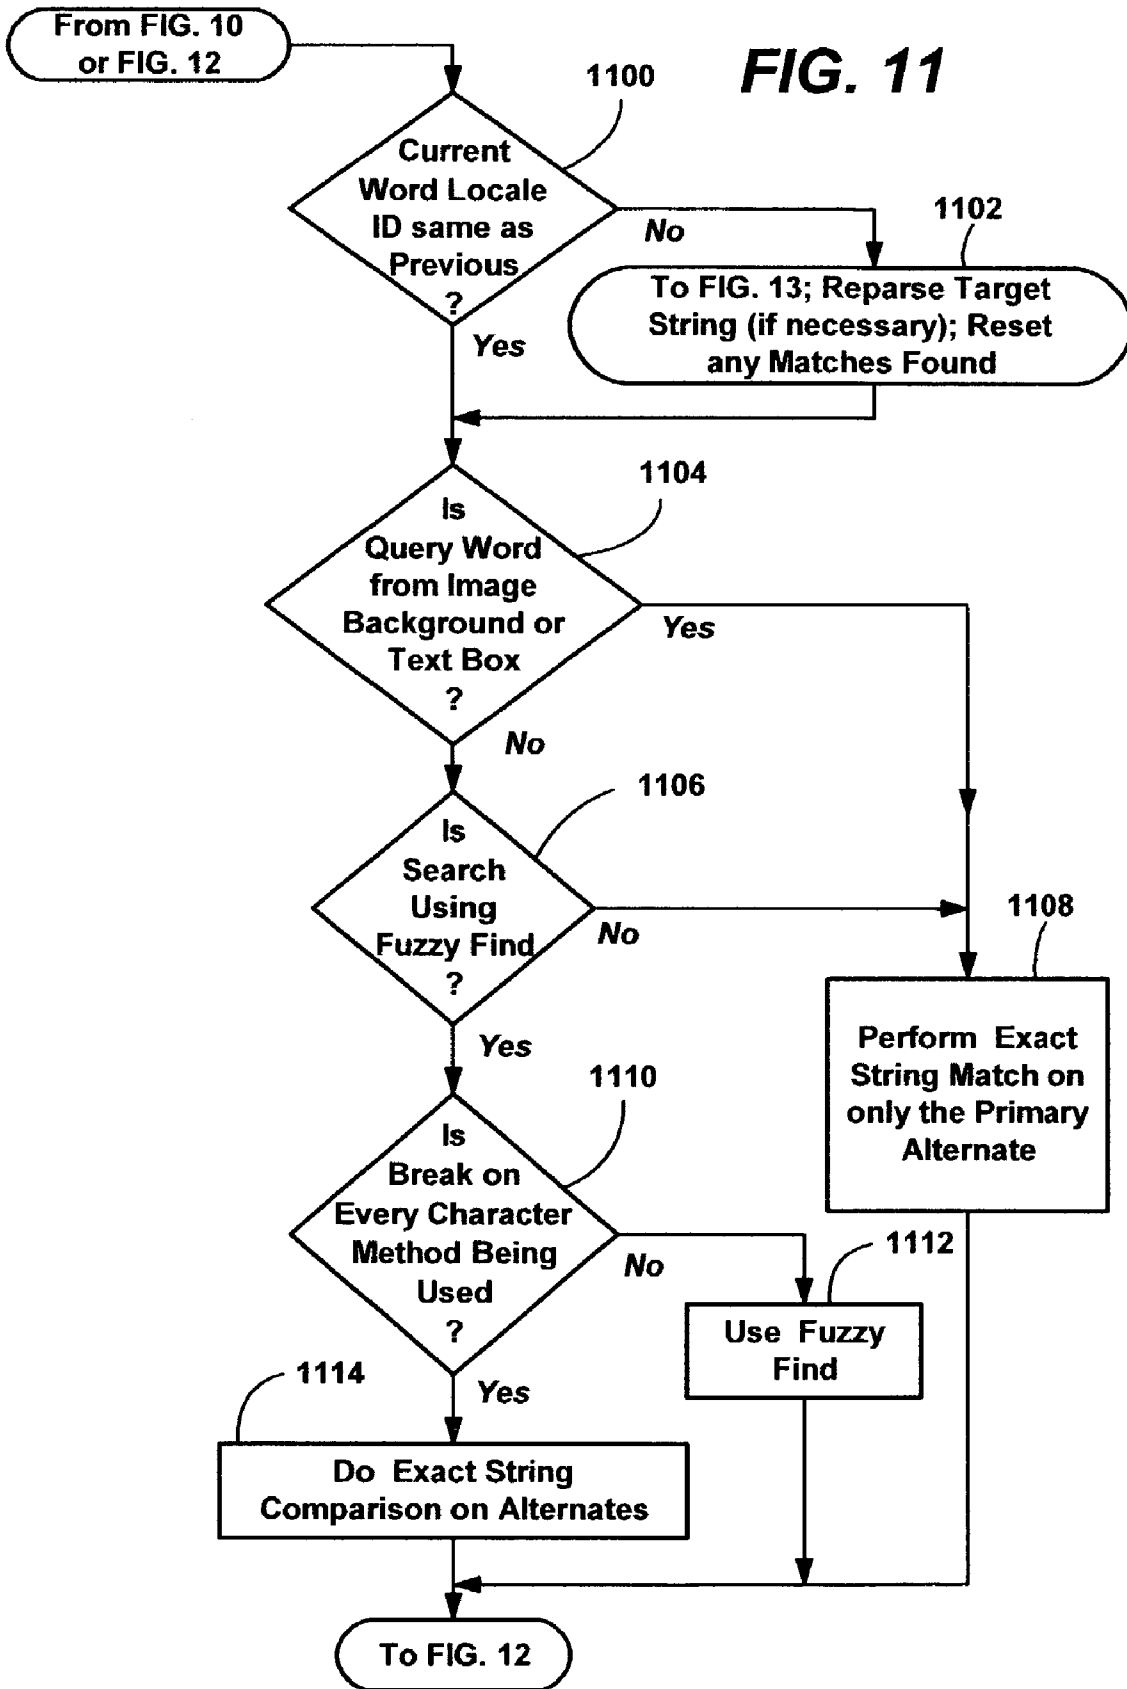 From FIG. 10
or FIG. 12
FIG. 11
1100
Current
Word Locale
ID same as
Previous
?
No
Yes
1102
To FIG. 13; Reparse Target
String (if necessary); Reset
any Matches Found
1104
Is
Query Word
from Image
Background or
Text Box
?
Yes
No
1106
Is
Search
Using
Fuzzy Find
?
No
Yes
1108
Perform Exact
String Match on
only the Primary
Alternate
1110
Is
Break on
Every Character
Method Being
Used
?
No
Yes
1112
Use Fuzzy
Find
1114
Do Exact String
Comparison on Alternates
To FIG. 12